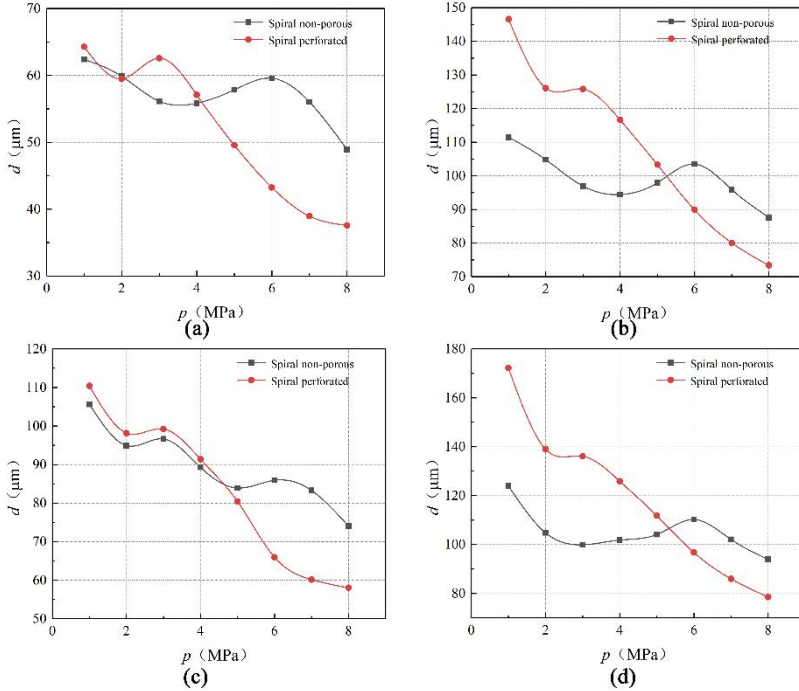 70
60
50
40
30
0
2
4
6
8
d（μm）
p（MPa）
Spiral non-porous
Spiral perforated
(a)
150
140
130
120
110
100
90
80
70
0
2
4
6
8
d（μm）
p（MPa）
Spiral non-porous
Spiral perforated
(b)
120
110
100
90
80
70
60
50
0
2
4
6
8
d（μm）
p（MPa）
Spiral non-porous
Spiral perforated
(c)
180
160
140
120
100
80
0
2
4
6
8
d（μm）
p（MPa）
Spiral non-porous
Spiral perforated
(d)